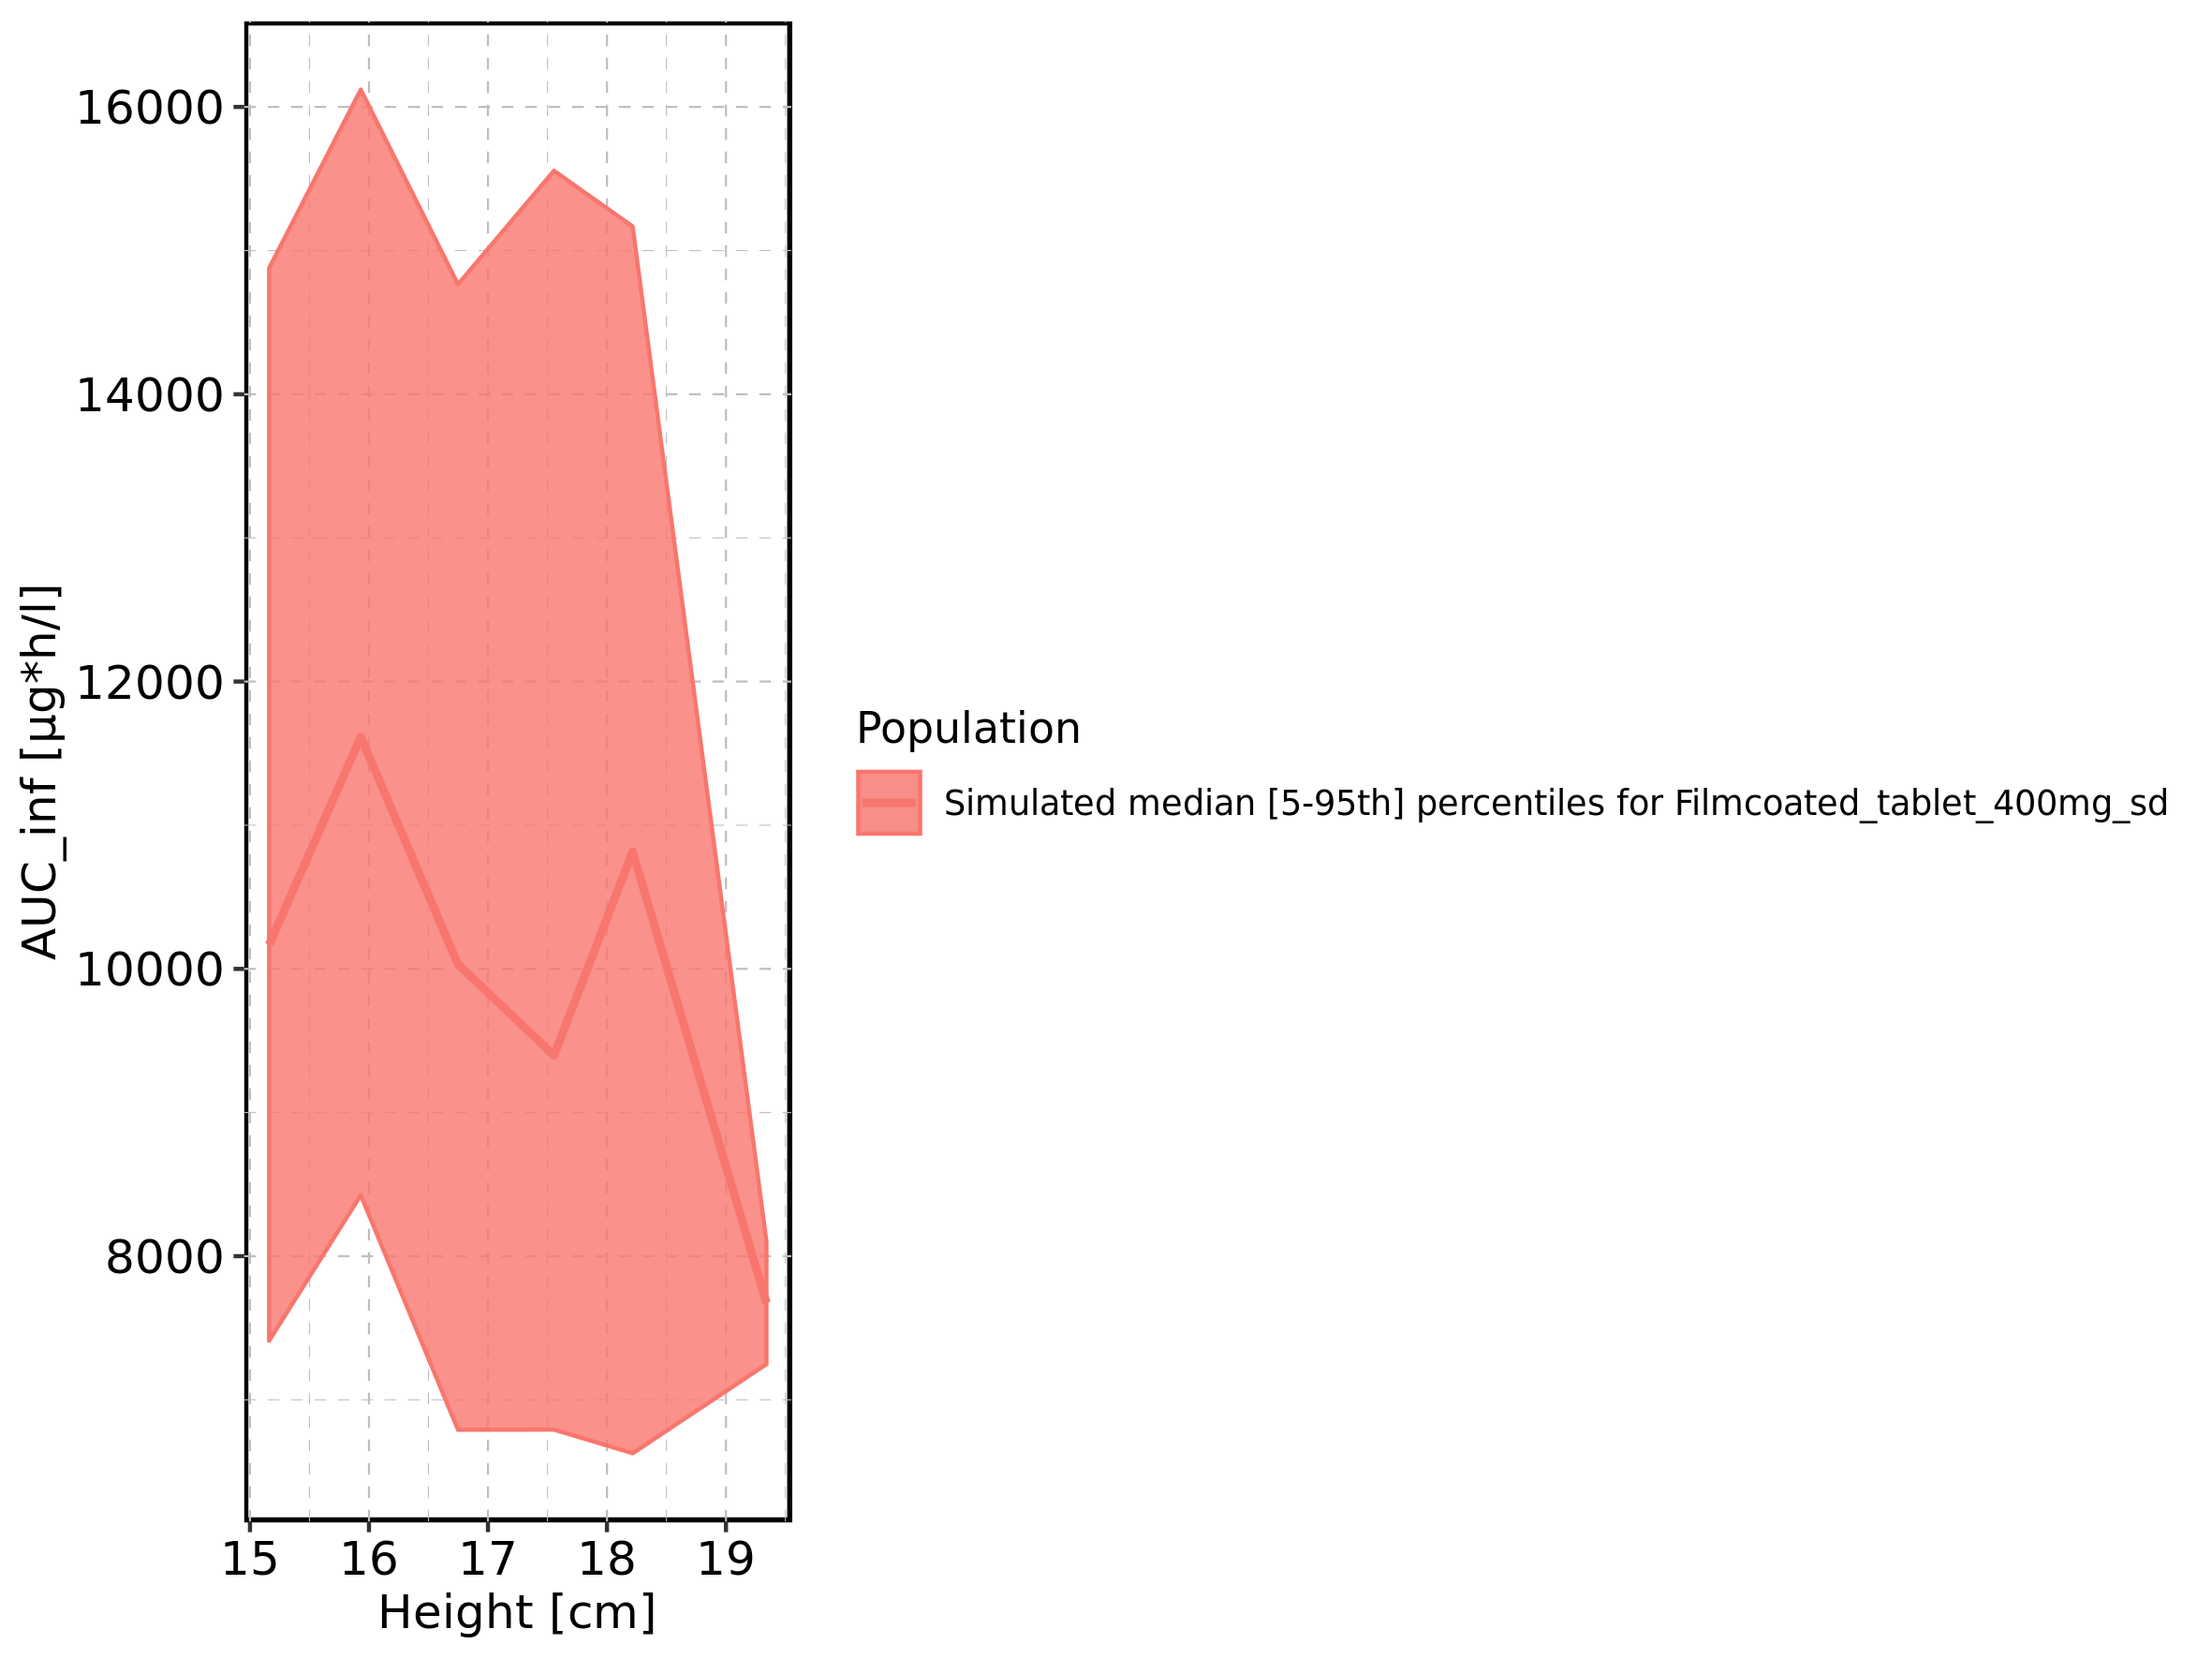 AUC_inf [µg*h/l]
16000
14000
12000
10000
8000
15 16 17 18 19
Height [cm]
Population
Simulated median [5-95th] percentiles for Filmcoated_tablet_400mg_sd